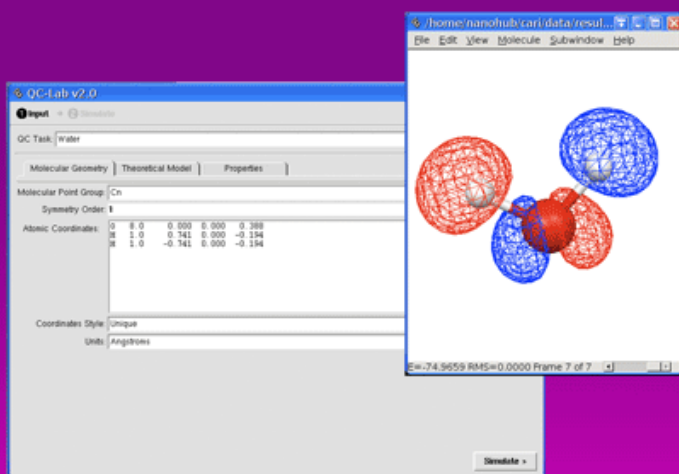 /home/nanohub/cari/data/resul...
File Edit View Molecule Subwindow Help
QC-Lab v2.0
1 Input → 2 Simulate
QC Task: Water
Molecular Geometry Theoretical Model Properties
Molecular Point Group: Cn
Symmetry Order: 1
Atomic Coordinates:
O 8.0 0.000 0.000 0.388
H 1.0 0.741 0.000 -0.194
H 1.0 -0.741 0.000 -0.194
Coordinates Style: Unique
Units: Angstroms
E=-74.9659 RMS=0.0000 Frame 7 of 7
Simulate >